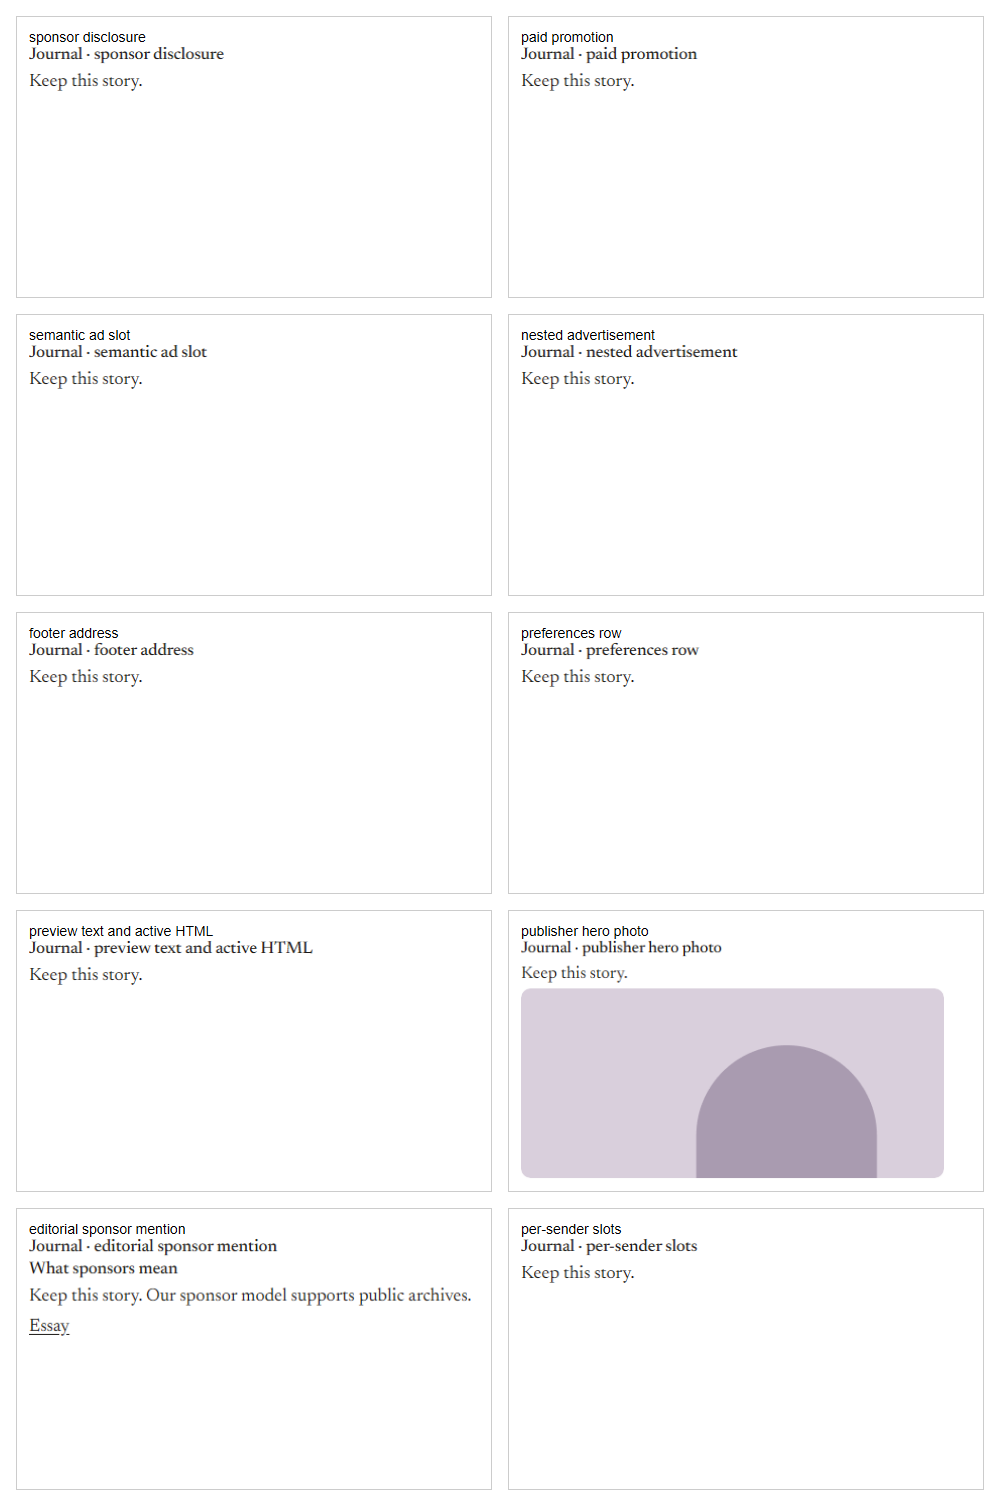 sponsor disclosure
Journal · sponsor disclosure
Keep this story.
paid promotion
Journal · paid promotion
Keep this story.
semantic ad slot
Journal · semantic ad slot
Keep this story.
nested advertisement
Journal · nested advertisement
Keep this story.
footer address
Journal · footer address
Keep this story.
preferences row
Journal · preferences row
Keep this story.
preview text and active HTML
Journal · preview text and active HTML
Keep this story.
publisher hero photo
Journal · publisher hero photo
Keep this story.
editorial sponsor mention
Journal · editorial sponsor mention
What sponsors mean
Keep this story. Our sponsor model supports public archives.
Essay
per-sender slots
Journal · per-sender slots
Keep this story.